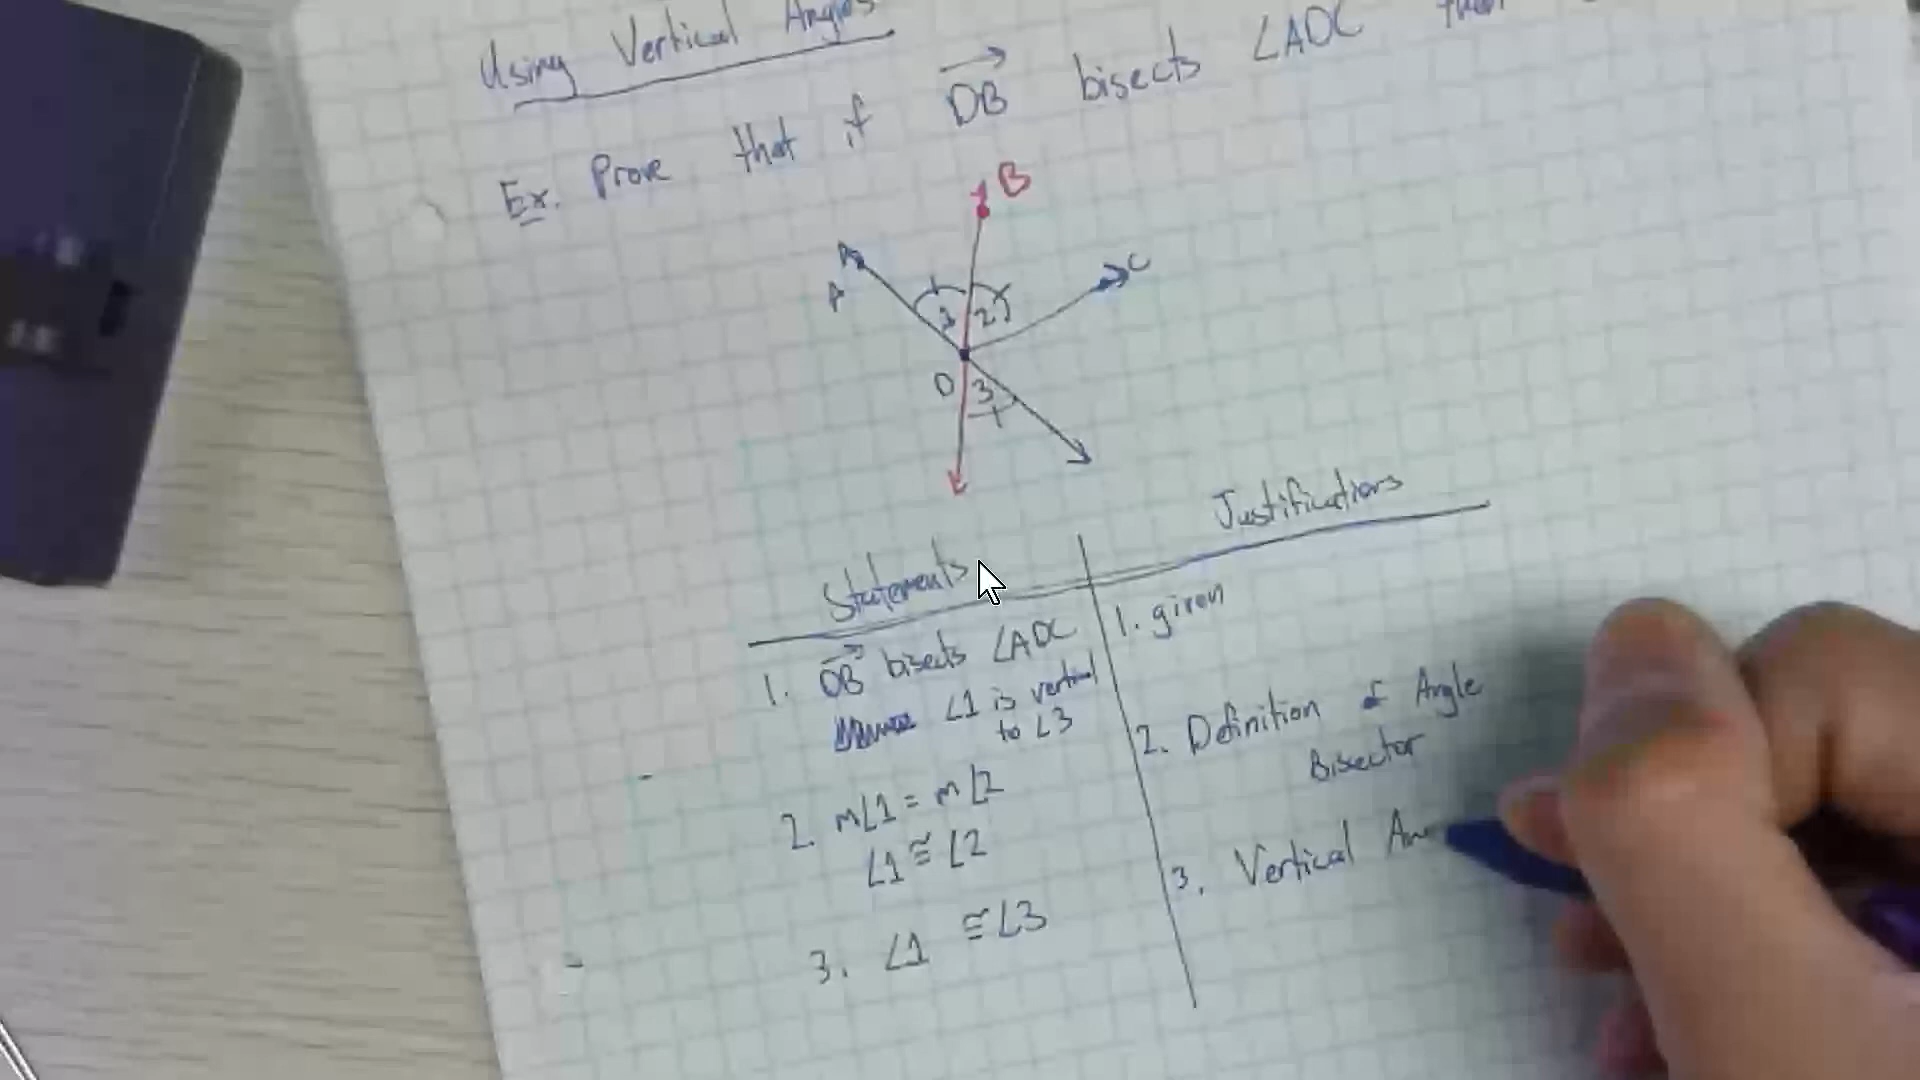 Using Vertical Angles
Ex. Prove that if DB bisects ∠ADC then
B
A
C
1 2
D 3
Statements
Justifications
1. DB bisects ∠ADC
∠1 is vertical
to ∠3
1. given
2. m∠1 = m∠2
∠1 ≅ ∠2
2. Definition of Angle
Bisector
3. ∠1 ≅ ∠3
3. Vertical An